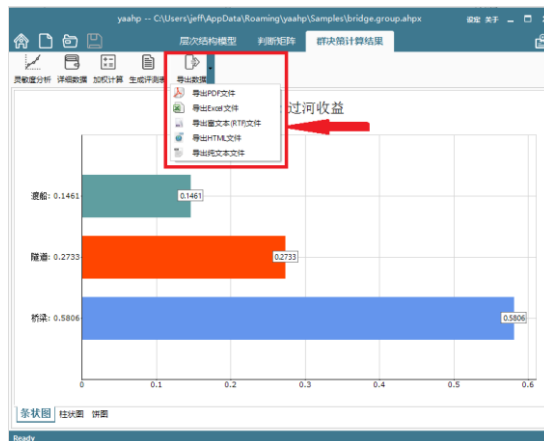 yaahp -- C:\Users\jeff\AppData\Roaming\yaahp\Samples\bridge.group.ahpx
设定 关于
层次结构模型 判断矩阵 群决策计算结果
灵敏度分析 详细数据 加权计算 生成评测表 导出数据
导出PDF文件
导出Excel文件
导出富文本(RTF)文件
导出HTML文件
导出纯文本文件
过河收益
渡船: 0.1461 0.1461
隧道: 0.2733 0.2733
桥梁: 0.5806 0.5806
0 0.1 0.2 0.3 0.4 0.5 0.6
条状图 柱状图 饼图
Ready